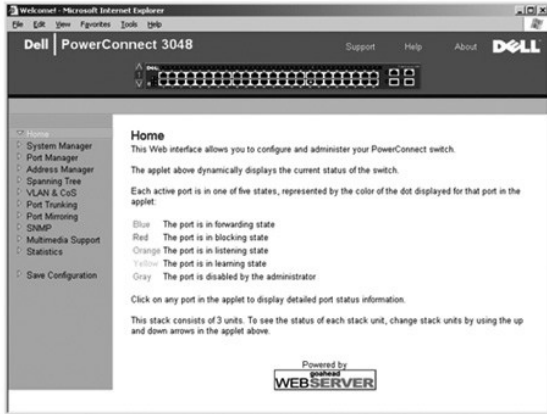 Welcome! - Microsoft Internet Explorer
File Edit View Favorites Tools Help
Dell PowerConnect 3048
Support Help About DELL
1
Home
System Manager
Port Manager
Address Manager
Spanning Tree
VLAN & CoS
Port Trunking
Port Mirroring
SNMP
Multimedia Support
Statistics
Save Configuration
Home
This Web interface allows you to configure and administer your PowerConnect switch.
The applet above dynamically displays the current status of the switch.
Each active port is in one of five states, represented by the color of the dot displayed for that port in the
applet:
Blue The port is in forwarding state
Red The port is in blocking state
Orange The port is in listening state
Yellow The port is in learning state
Gray The port is disabled by the administrator
Click on any port in the applet to display detailed port status information.
This stack consists of 3 units. To see the status of each stack unit, change stack units by using the up
and down arrows in the applet above.
Powered by
goahead
WEBSERVER